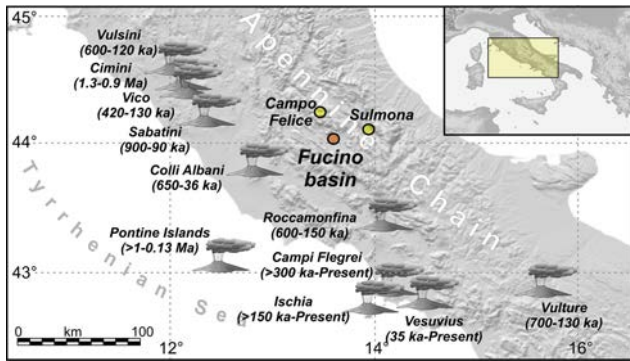 45°
Vulsini
(600-120 ka)
Cimini
(1.3-0.9 Ma)
Vico
(420-130 ka)
Sabatini
(900-90 ka)
Apennine Chain
Campo
Felice
Sulmona
44°
Fucino
basin
Colli Albani
(650-36 ka)
Tyrrhenian Sea
Roccamonfina
(600-150 ka)
Pontine Islands
(>1-0.13 Ma)
Campi Flegrei
(>300 ka-Present)
43°
Ischia
(>150 ka-Present)
Vesuvius
(35 ka-Present)
Vulture
(700-130 ka)
0 km 100
12° 14° 16°